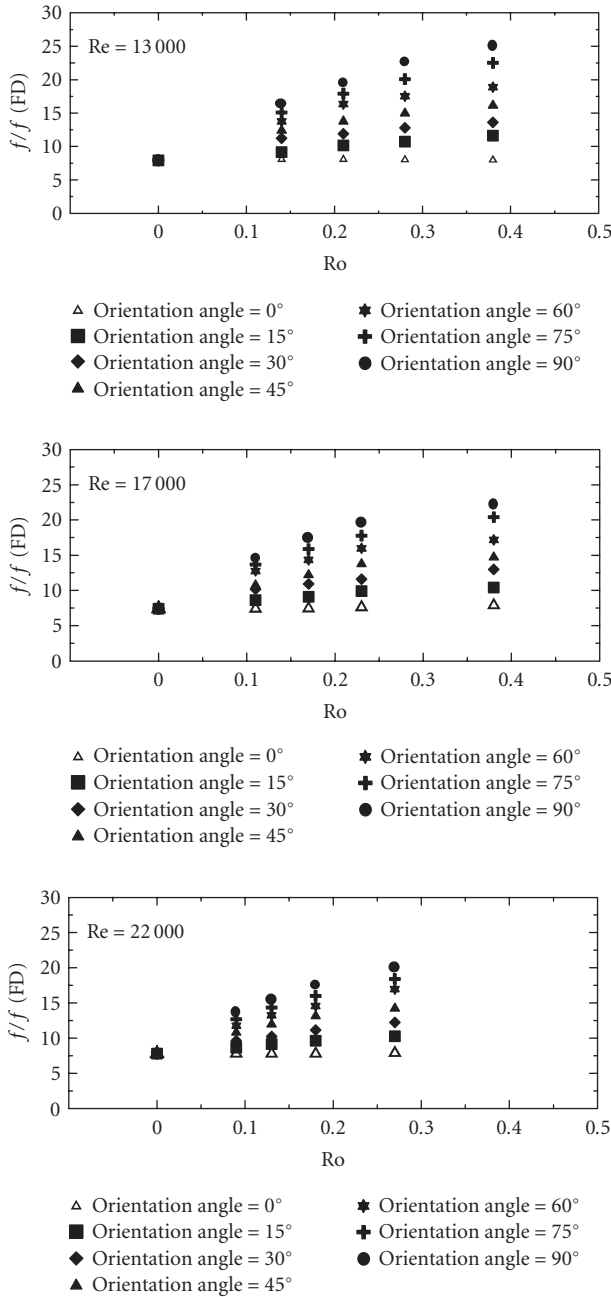 30
25
20
15
10
5
0
f/f (FD)
Re = 13 000
0 0.1 0.2 0.3 0.4 0.5
Ro
Orientation angle = 0°
Orientation angle = 15°
Orientation angle = 30°
Orientation angle = 45°
Orientation angle = 60°
Orientation angle = 75°
Orientation angle = 90°
30
25
20
15
10
5
0
f/f (FD)
Re = 17 000
0 0.1 0.2 0.3 0.4 0.5
Ro
Orientation angle = 0°
Orientation angle = 15°
Orientation angle = 30°
Orientation angle = 45°
Orientation angle = 60°
Orientation angle = 75°
Orientation angle = 90°
30
25
20
15
10
5
0
f/f (FD)
Re = 22 000
0 0.1 0.2 0.3 0.4 0.5
Ro
Orientation angle = 0°
Orientation angle = 15°
Orientation angle = 30°
Orientation angle = 45°
Orientation angle = 60°
Orientation angle = 75°
Orientation angle = 90°